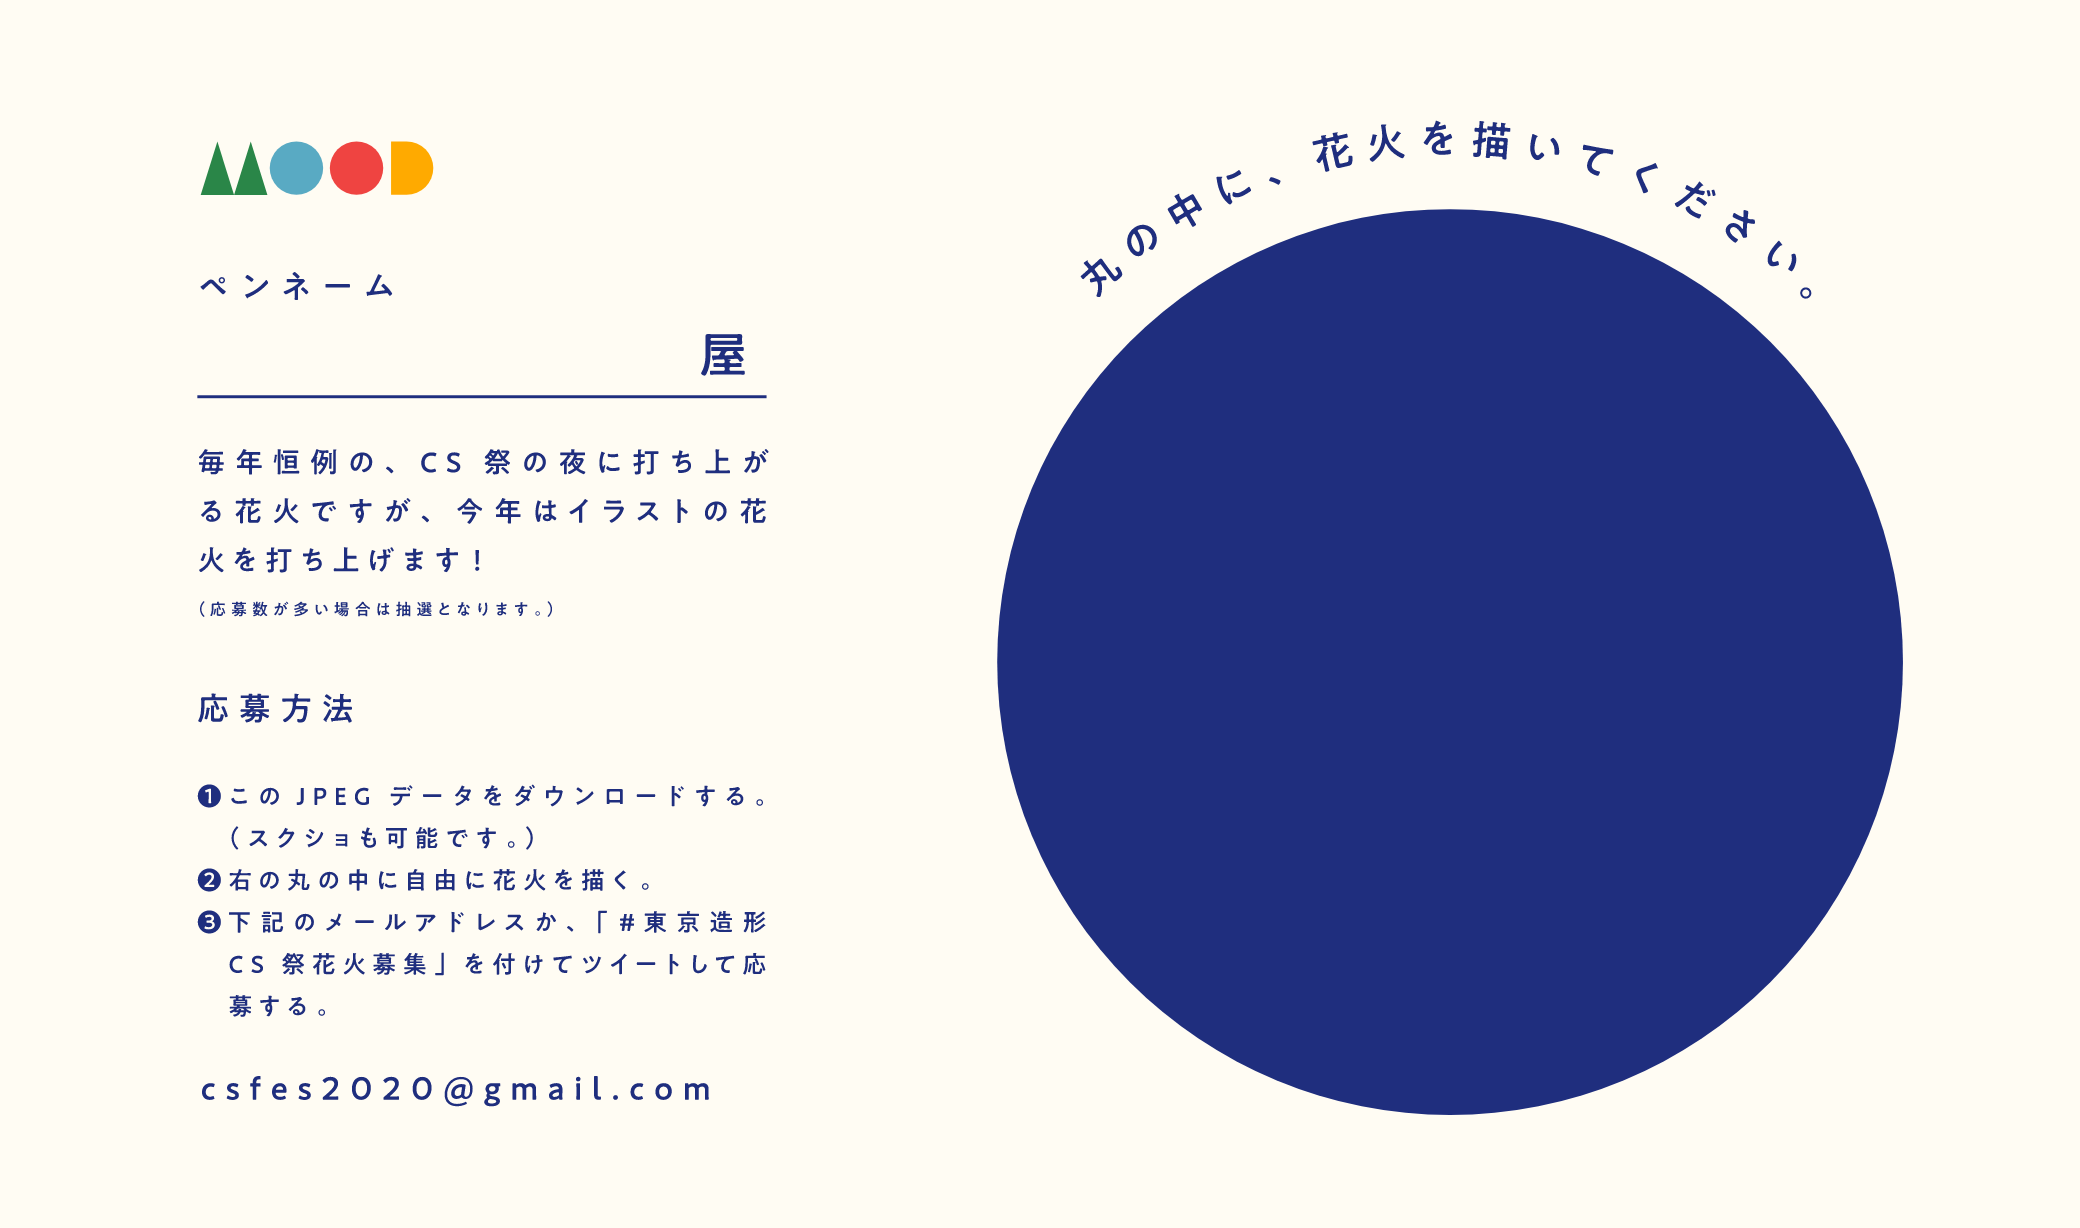 MOOD
ペンネーム
屋
毎年恒例の、CS 祭の夜に打ち上が
る花火ですが、今年はイラストの花
火を打ち上げます！
（応募数が多い場合は抽選となります。）
応募方法
❶このJPEG データをダウンロードする。
（スクショも可能です。）
❷右の丸の中に自由に花火を描く。
❸下記のメールアドレスか、「#東京造形
CS 祭花火募集」を付けてツイートして応
募する。
csfes2020@gmail.com
丸の中に、花火を描いてください。